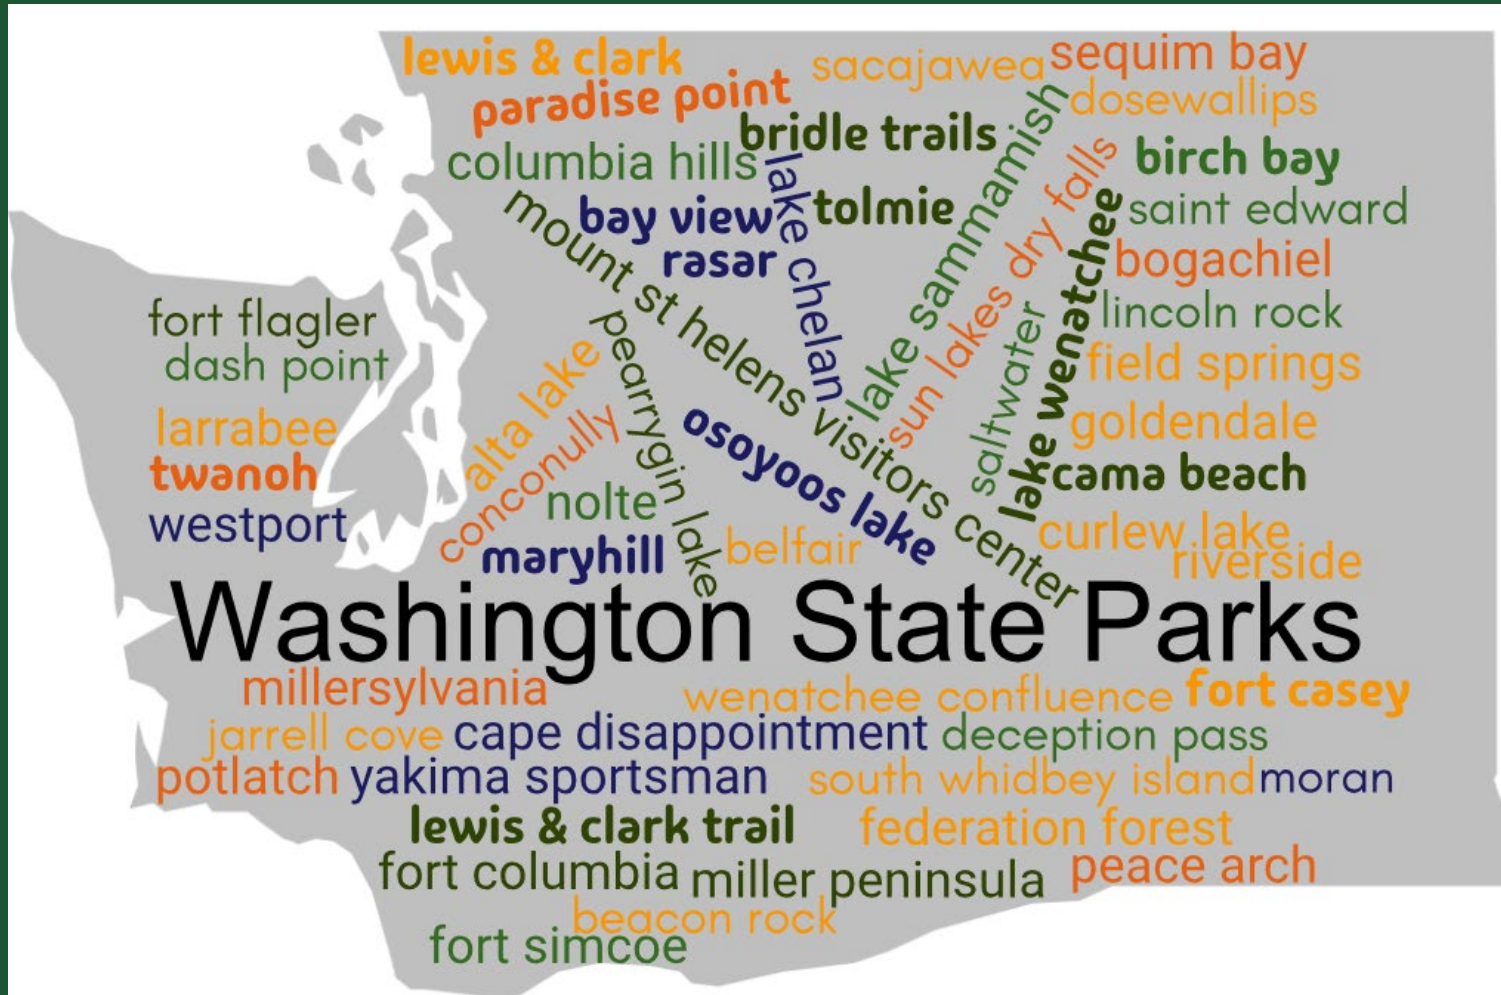 lewis & clark
sacajawea
sequim bay
paradise point
dosewallips
bridle trails
columbia hills
birch bay
lake chelan
lake sammamish
sun lakes dry falls
mount st helens visitors center
bay view
tolmie
saint edward
rasar
lake wenatchee
bogachiel
fort flagler
lincoln rock
dash point
pearrygin lake
alta lake
saltwater
field springs
larrabee
conconully
osoyoos lake
goldendale
twanoh
nolte
cama beach
westport
maryhill
belfair
curlew lake
riverside
Washington State Parks
millersylvania
wenatchee confluence
fort casey
jarrell cove
cape disappointment
deception pass
potlatch
yakima sportsman
south whidbey island
moran
lewis & clark trail
federation forest
fort columbia
miller peninsula
peace arch
beacon rock
fort simcoe